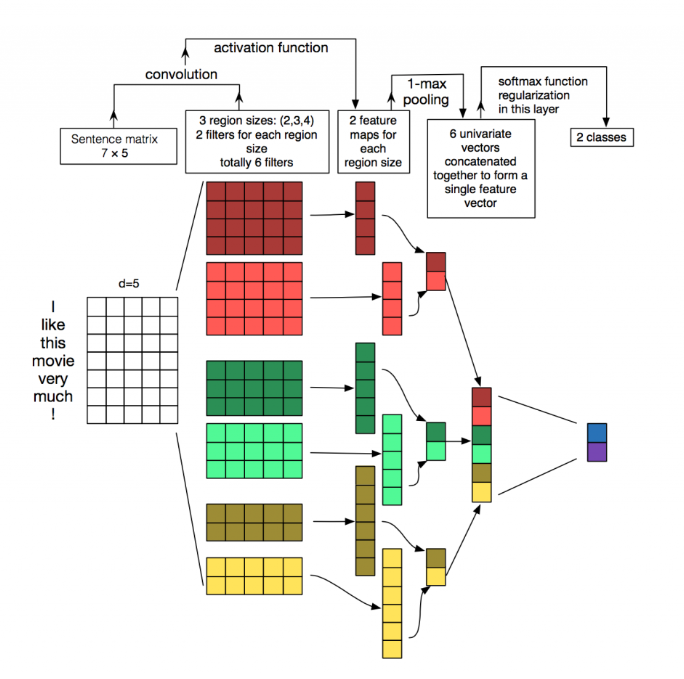 activation function
convolution
1-max
pooling
softmax function
regularization
in this layer
Sentence matrix
7 × 5
3 region sizes: (2,3,4)
2 filters for each region
size
totally 6 filters
2 feature
maps for
each
region size
6 univariate
vectors
concatenated
together to form a
single feature
vector
2 classes
d=5
I
like
this
movie
very
much
!